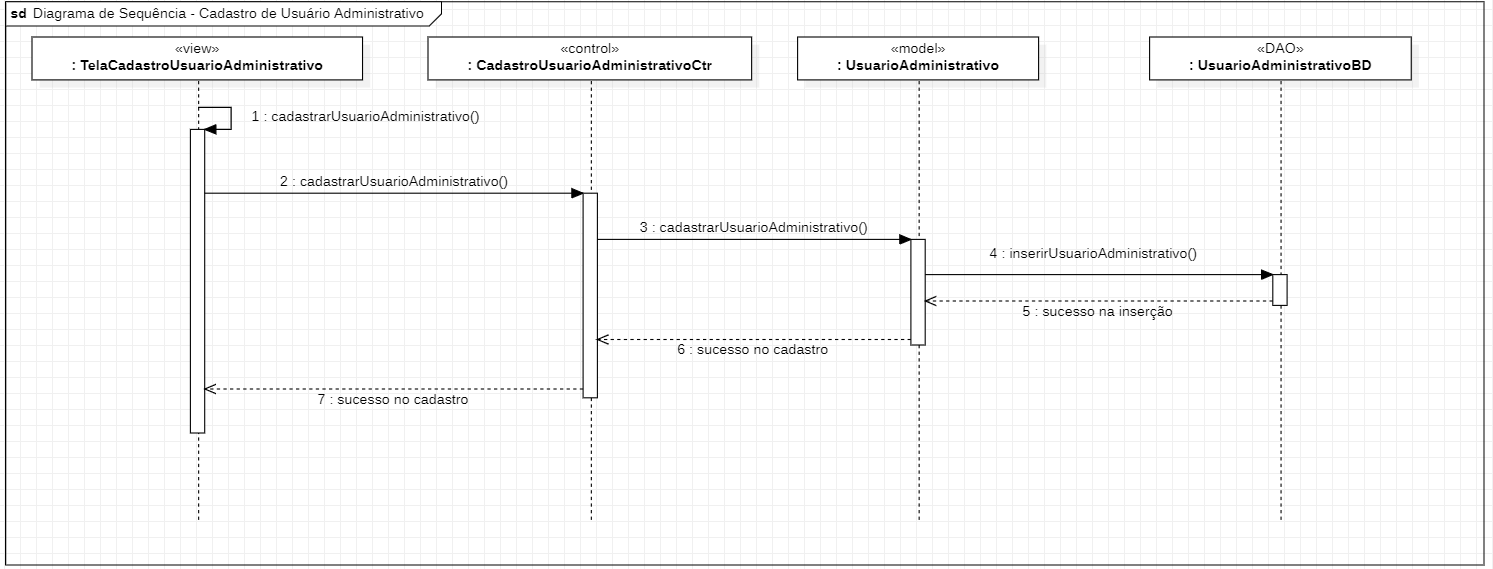 sd Diagrama de Sequência - Cadastro de Usuário Administrativo
«view»
: TelaCadastroUsuarioAdministrativo
«control»
: CadastroUsuarioAdministrativoCtr
«model»
: UsuarioAdministrativo
«DAO»
: UsuarioAdministrativoBD
1 : cadastrarUsuarioAdministrativo()
2 : cadastrarUsuarioAdministrativo()
3 : cadastrarUsuarioAdministrativo()
4 : inserirUsuarioAdministrativo()
5 : sucesso na inserção
6 : sucesso no cadastro
7 : sucesso no cadastro